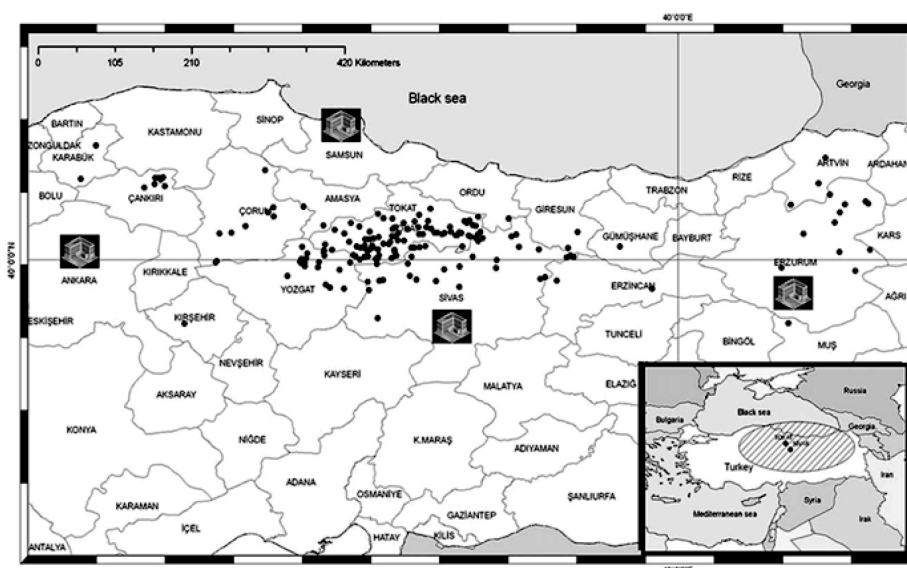 40°0'0"E
0 105 210 420 Kilometers
Black sea
Georgia
BARTIN
ZONGULDAK
KARABÜK
KASTAMONU
SİNOP
SAMSUN
ARTVİN
ARDAHAN
BOLU
ÇANKIRI
ÇORUM
AMASYA
TOKAT
ORDU
GİRESUN
TRABZON
RİZE
GÜMÜŞHANE
BAYBURT
KARS
40°0'0"N
ANKARA
KIRIKKALE
YOZGAT
SİVAS
ERZİNCAN
ERZURUM
AĞRI
ESKİŞEHİR
KIRŞEHİR
TUNCELİ
BİNGÖL
MUŞ
NEVŞEHİR
KAYSERİ
AKSARAY
MALATYA
ELAZIĞ
KONYA
NİĞDE
K.MARAŞ
ADIYAMAN
ADANA
KARAMAN
OSMANİYE
ŞANLIURFA
İÇEL
GAZİANTEP
ANTALYA
HATAY
KİLİS
Russia
Black sea
Bulgaria
Georgia
Turkey
Iran
Syria
Mediterranean sea
Irak